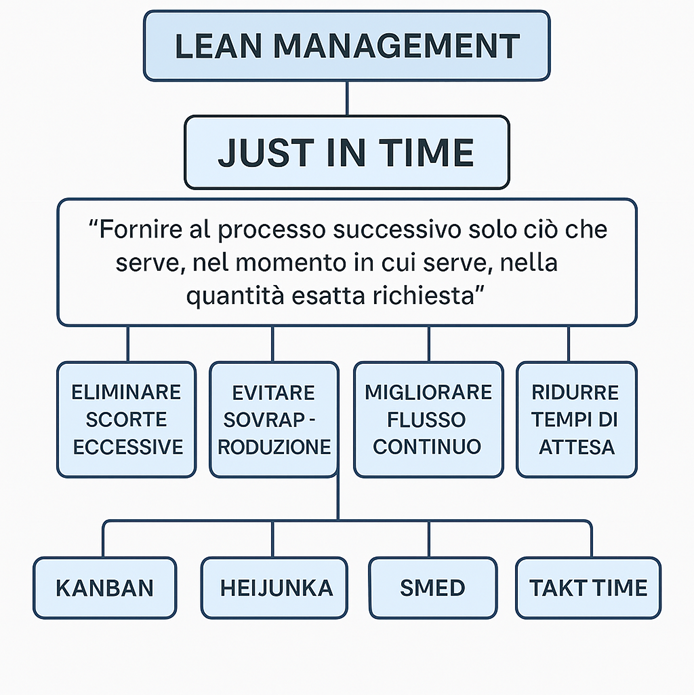 LEAN MANAGEMENT
JUST IN TIME
“Fornire al processo successivo solo ciò che
serve, nel momento in cui serve, nella
quantità esatta richiesta”
ELIMINARE
SCORTE
ECCESSIVE
EVITARE
SOVRAP-
RODUZIONE
MIGLIORARE
FLUSSO
CONTINUO
RIDURRE
TEMPI DI
ATTESA
KANBAN
HEIJUNKA
SMED
TAKT TIME